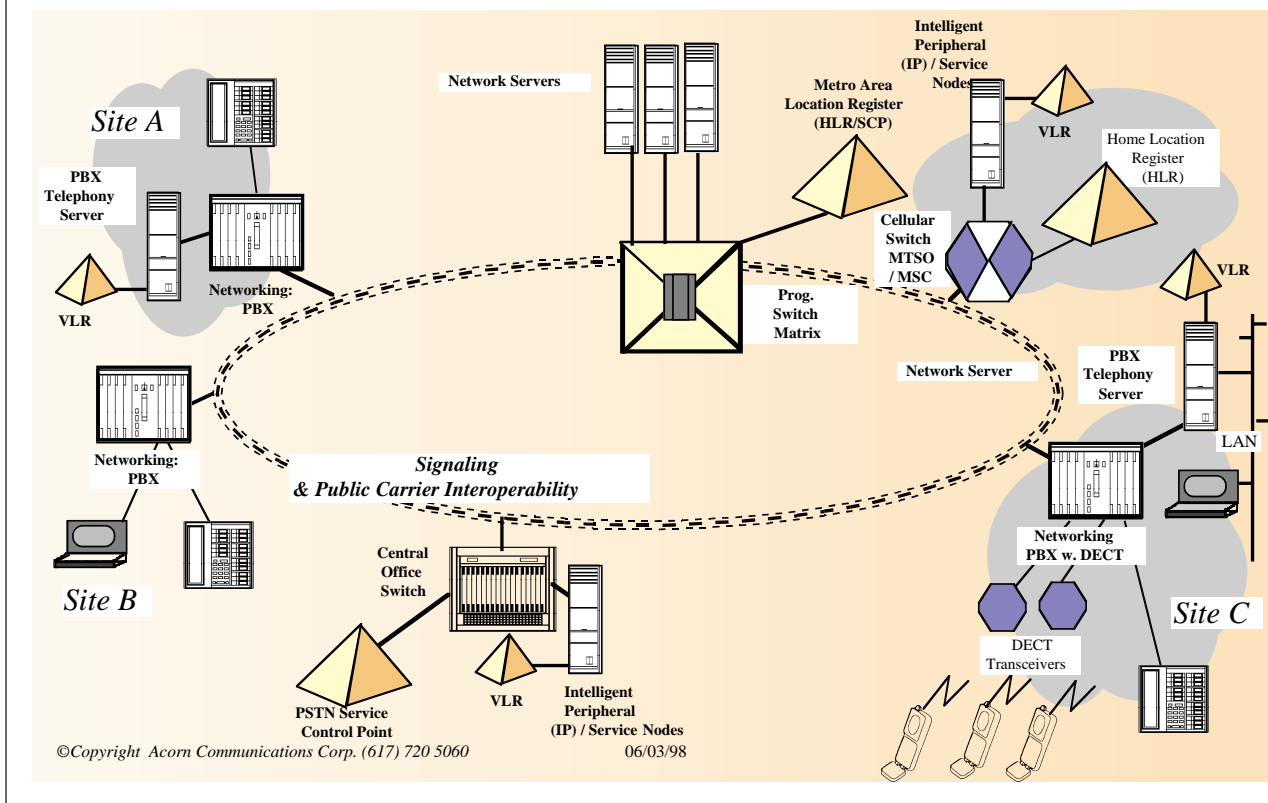 Intelligent
Peripheral
(IP) / Service
Nodes
Network Servers
Metro Area
Location Register
(HLR/SCP)
VLR
Home Location
Register
(HLR)
Site A
PBX
Telephony
Server
Networking:
PBX
VLR
Cellular
Switch
MTSO
/ MSC
Prog.
Switch
Matrix
VLR
Network Server
PBX
Telephony
Server
LAN
Networking:
PBX
Signaling
& Public Carrier Interoperability
Site B
Central
Office
Switch
Networking
PBX w. DECT
Site C
DECT
Transceivers
VLR
PSTN Service
Control Point
Intelligent
Peripheral
(IP) / Service Nodes
©Copyright Acorn Communications Corp. (617) 720 5060
06/03/98